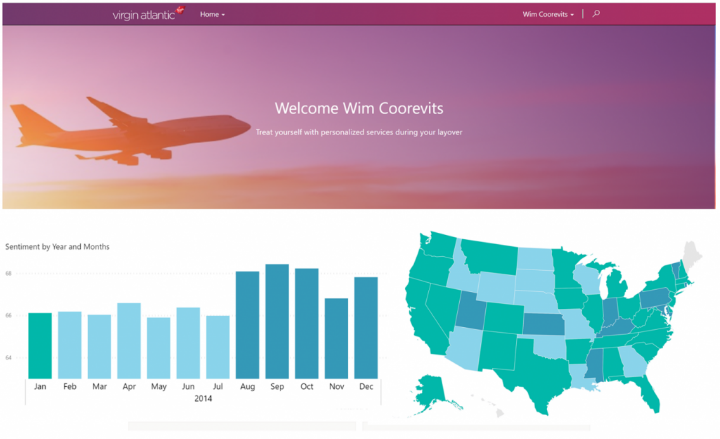 virgin atlantic Home Wim Coorevits
Welcome Wim Coorevits
Treat yourself with personalized services during your layover
Sentiment by Year and Months
68
66
64
Jan Feb Mar Apr May Jun Jul Aug Sep Oct Nov Dec
2014